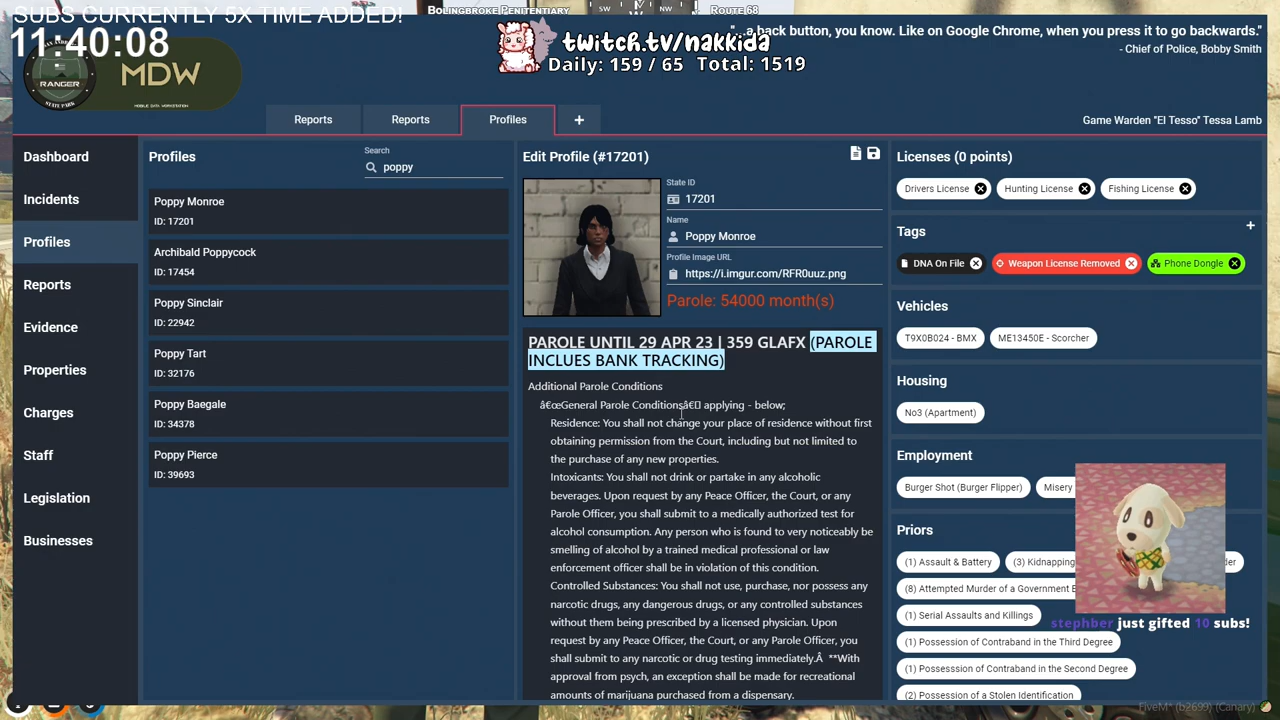 SUBS CURRENTLY 5X TIME ADDED!
11:40:08
BOLINGBROKE PENITENTIARY
SW
W
NW
ROUTE 68
twitch.tv/nakkida
Daily: 159 / 65 Total: 1519
"...a back button, you know. Like on Google Chrome, when you press it to go backwards."
- Chief of Police, Bobby Smith
RANGER
MDW
MOBILE DATA WORKSTATION
Reports
Reports
Profiles
+
Game Warden "El Tesso" Tessa Lamb
Dashboard
Incidents
Profiles
Reports
Evidence
Properties
Charges
Staff
Legislation
Businesses
Profiles
Search
poppy
Poppy Monroe
ID: 17201
Archibald Poppycock
ID: 17454
Poppy Sinclair
ID: 22942
Poppy Tart
ID: 32176
Poppy Baegale
ID: 34378
Poppy Pierce
ID: 39693
Edit Profile (#17201)
State ID
17201
Name
Poppy Monroe
Profile Image URL
https://i.imgur.com/RFR0uuz.png
Parole: 54000 month(s)
PAROLE UNTIL 29 APR 23 | 359 GLAFX (PAROLE
INCLUES BANK TRACKING)
Additional Parole Conditions
â€œGeneral Parole Conditionsâ€ applying - below;
Residence: You shall not change your place of residence without first
obtaining permission from the Court, including but not limited to
the purchase of any new properties.
Intoxicants: You shall not drink or partake in any alcoholic
beverages. Upon request by any Peace Officer, the Court, or any
Parole Officer, you shall submit to a medically authorized test for
alcohol consumption. Any person who is found to very noticeably be
smelling of alcohol by a trained medical professional or law
enforcement officer shall be in violation of this condition.
Controlled Substances: You shall not use, purchase, nor possess any
narcotic drugs, any dangerous drugs, or any controlled substances
without them being prescribed by a licensed physician. Upon
request by any Peace Officer, the Court, or any Parole Officer, you
shall submit to any narcotic or drug testing immediately.Â **With
approval from psych, an exception shall be made for recreational
amounts of marijuana purchased from a dispensary.
Licenses (0 points)
Drivers License
Hunting License
Fishing License
Tags
+
DNA On File
Weapon License Removed
Phone Dongle
Vehicles
T9X0B024 - BMX
ME13450E - Scorcher
Housing
No3 (Apartment)
Employment
Burger Shot (Burger Flipper)
Misery
Priors
(1) Assault & Battery
(3) Kidnapping
(8) Attempted Murder of a Government E
(1) Serial Assaults and Killings
(1) Possession of Contraband in the Third Degree
(1) Posssession of Contraband in the Second Degree
(2) Possession of a Stolen Identification
stephber just gifted 10 subs!
FiveM* (b2699) (Canary)